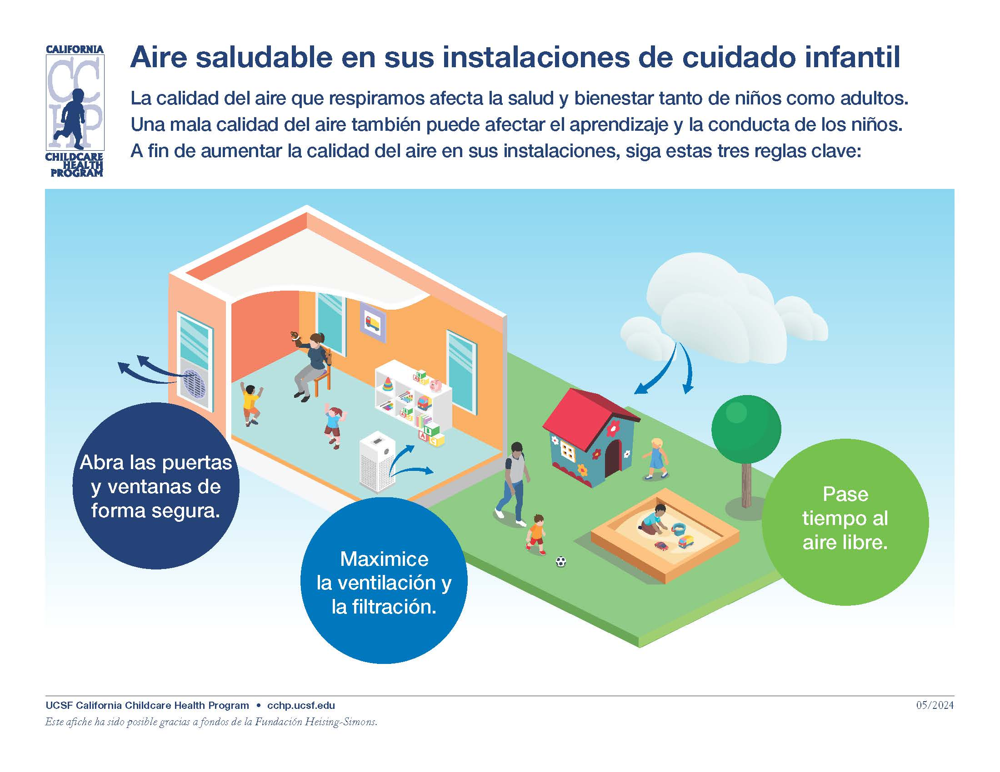 CALIFORNIA
CC
HP
CHILDCARE
HEALTH
PROGRAM
Aire saludable en sus instalaciones de cuidado infantil
La calidad del aire que respiramos afecta la salud y bienestar tanto de niños como adultos.
Una mala calidad del aire también puede afectar el aprendizaje y la conducta de los niños.
A fin de aumentar la calidad del aire en sus instalaciones, siga estas tres reglas clave:
B
A C
B
A C
B
A C
Abra las puertas
y ventanas de
forma segura.
Maximice
la ventilación y
la filtración.
Pase
tiempo al
aire libre.
UCSF California Childcare Health Program • cchp.ucsf.edu
05/2024
Este afiche ha sido posible gracias a fondos de la Fundación Heising-Simons.